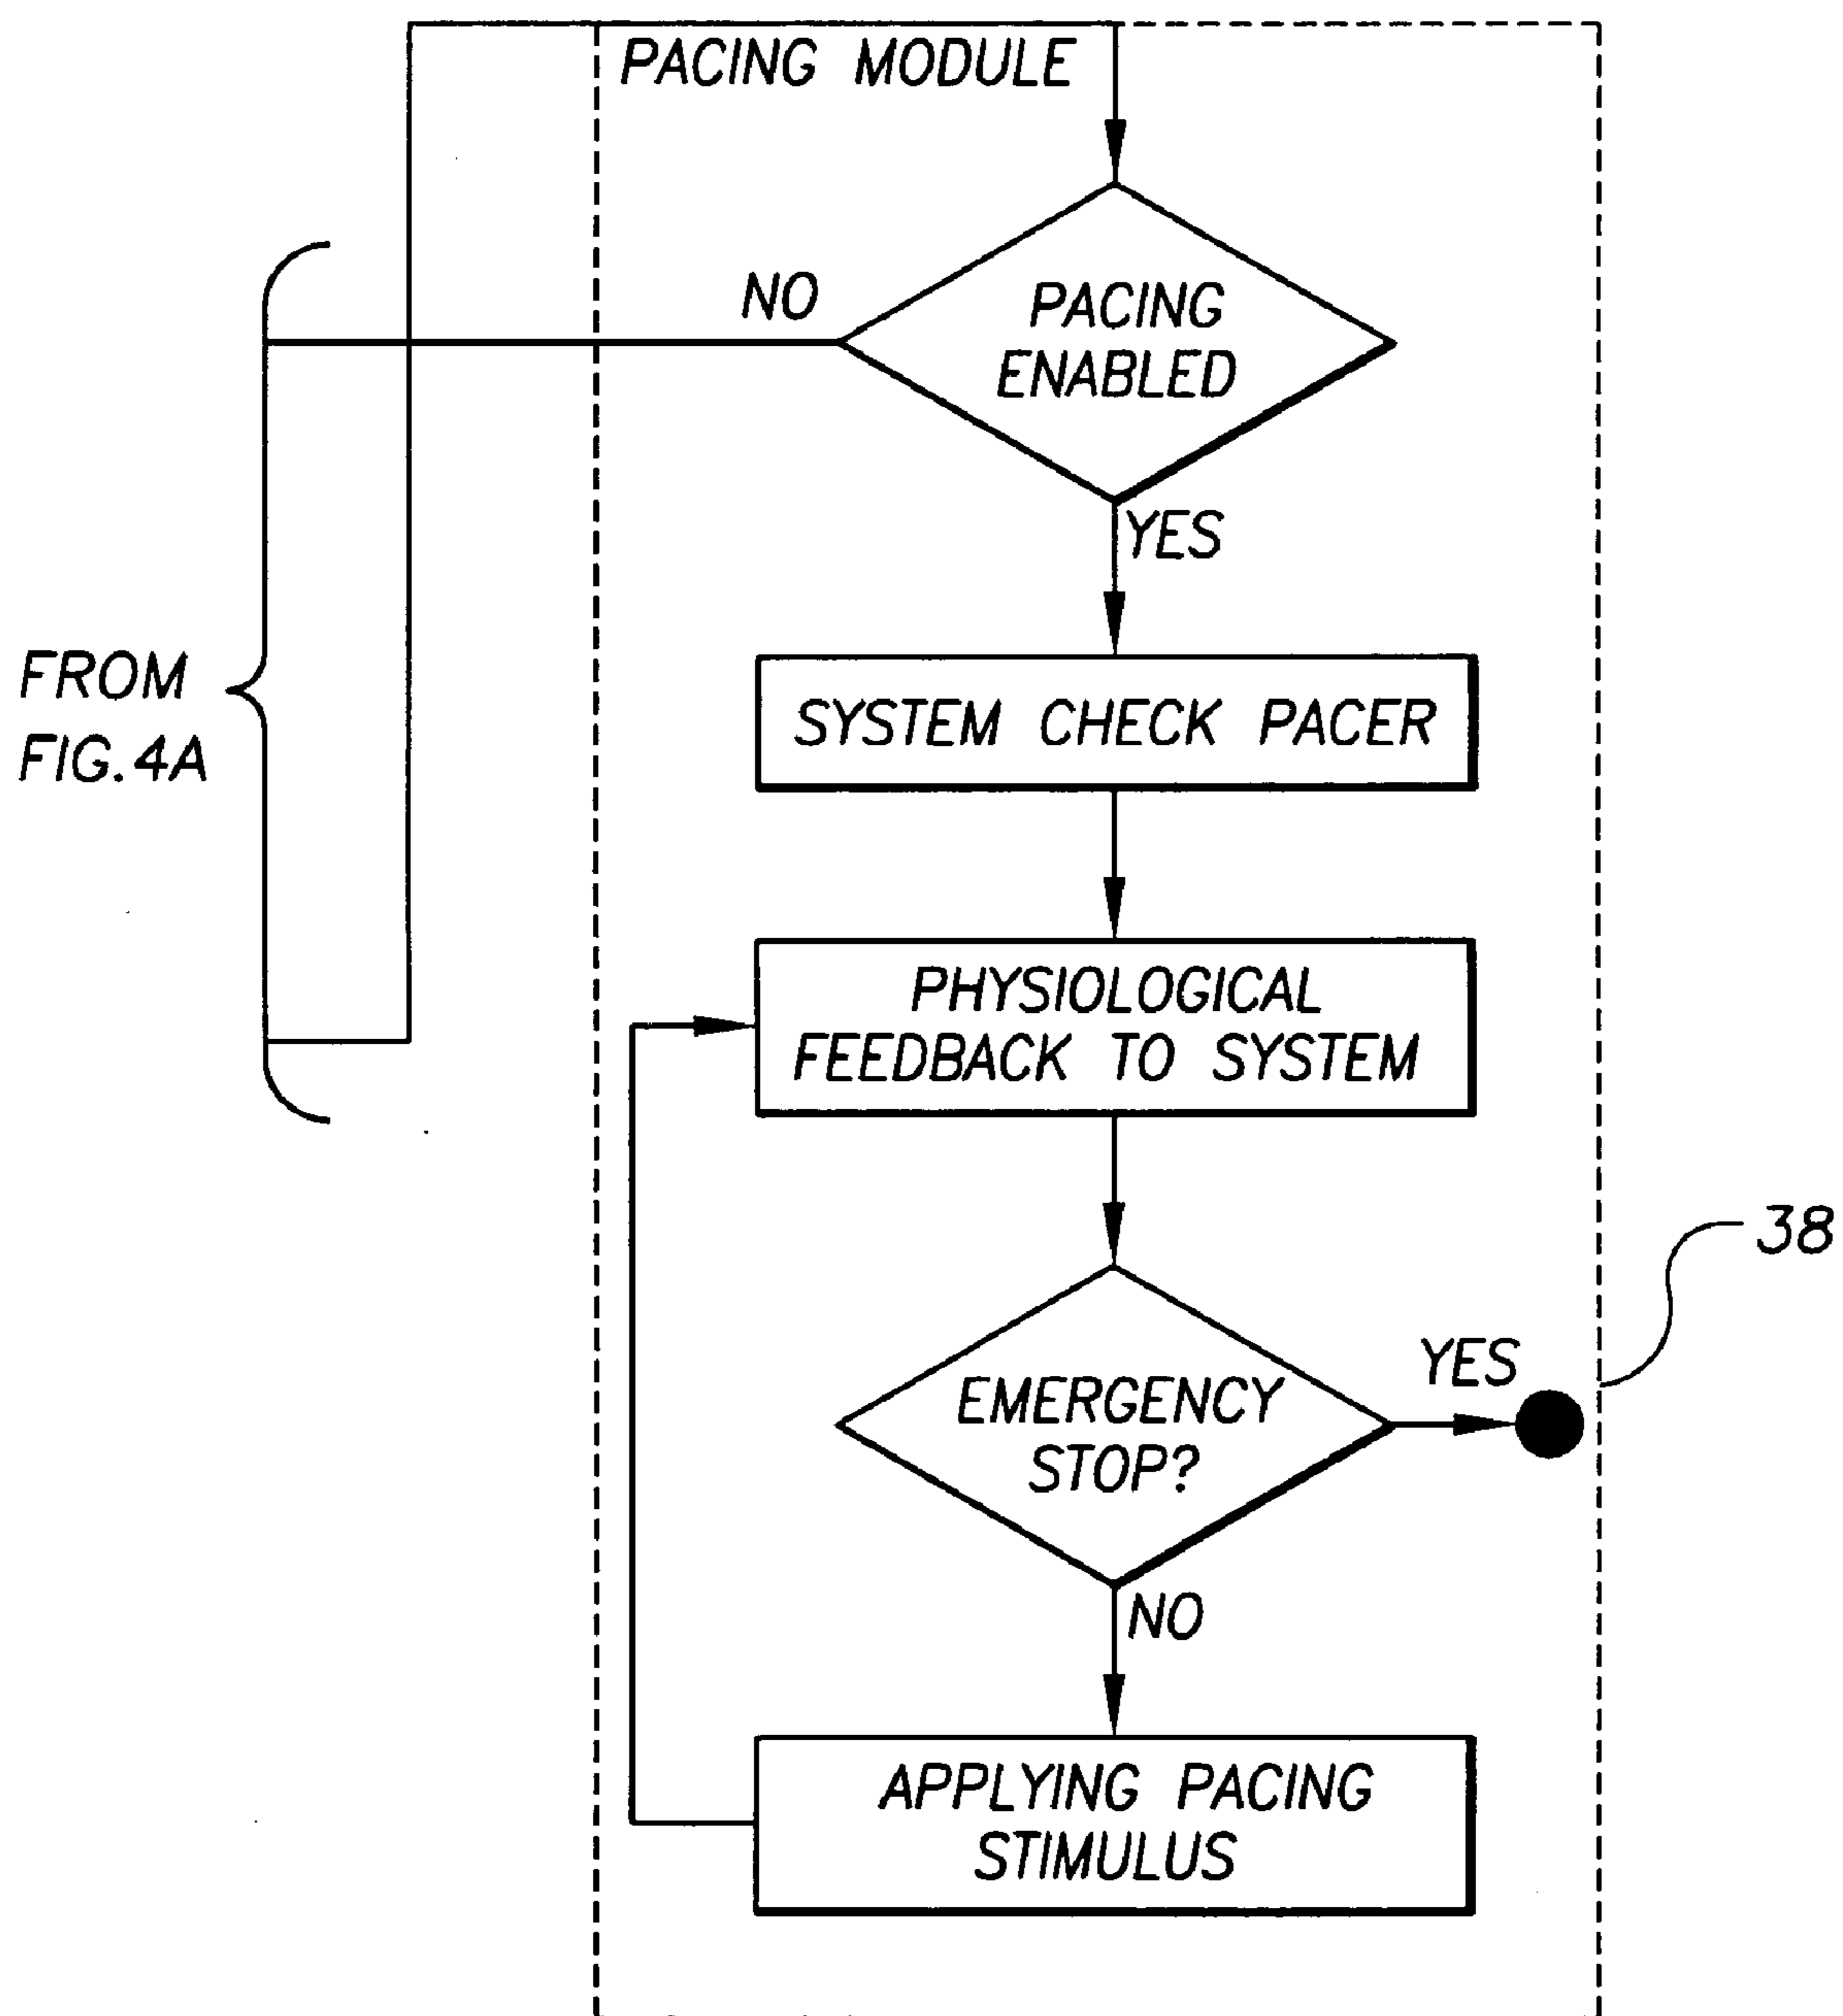 PACING MODULE
NO
PACING
ENABLED
YES
FROM
FIG.4A
SYSTEM CHECK PACER
PHYSIOLOGICAL
FEEDBACK TO SYSTEM
38
YES
EMERGENCY
STOP?
NO
APPLYING PACING
STIMULUS